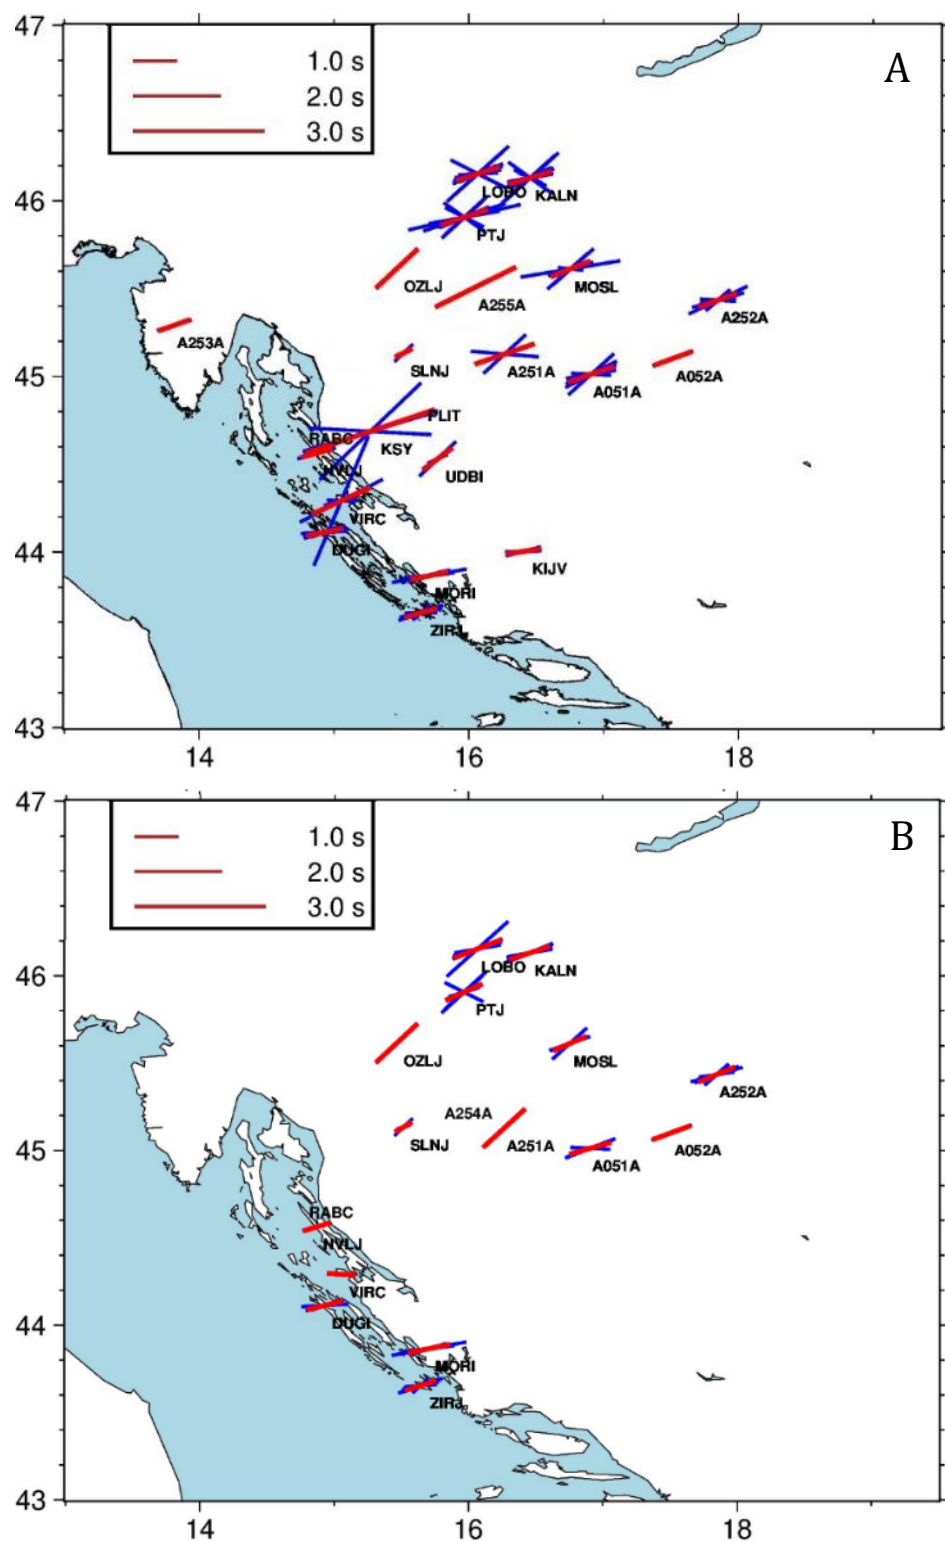 47
1.0 s
2.0 s
3.0 s
A
46
LOBO
KALN
PTJ
OZLJ
A255A
MOSL
A252A
A253A
SLNJ
A251A
A051A
A052A
45
PLIT
RABC
KSY
NVLJ
UDBI
VIRC
DUGI
44
KIJV
MORI
ZIRJ
43
14
16
18
47
1.0 s
2.0 s
3.0 s
B
46
LOBO
KALN
PTJ
OZLJ
MOSL
A252A
A254A
SLNJ
A251A
A051A
A052A
45
RABC
NVLJ
VIRC
DUGI
44
MORI
ZIRJ
43
14
16
18